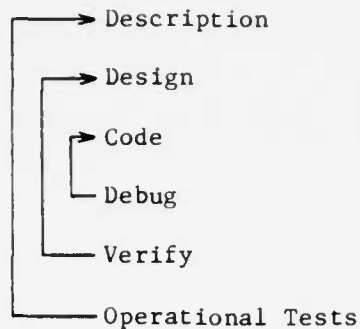 Description
Design
Code
Debug
Verify
Operational Tests